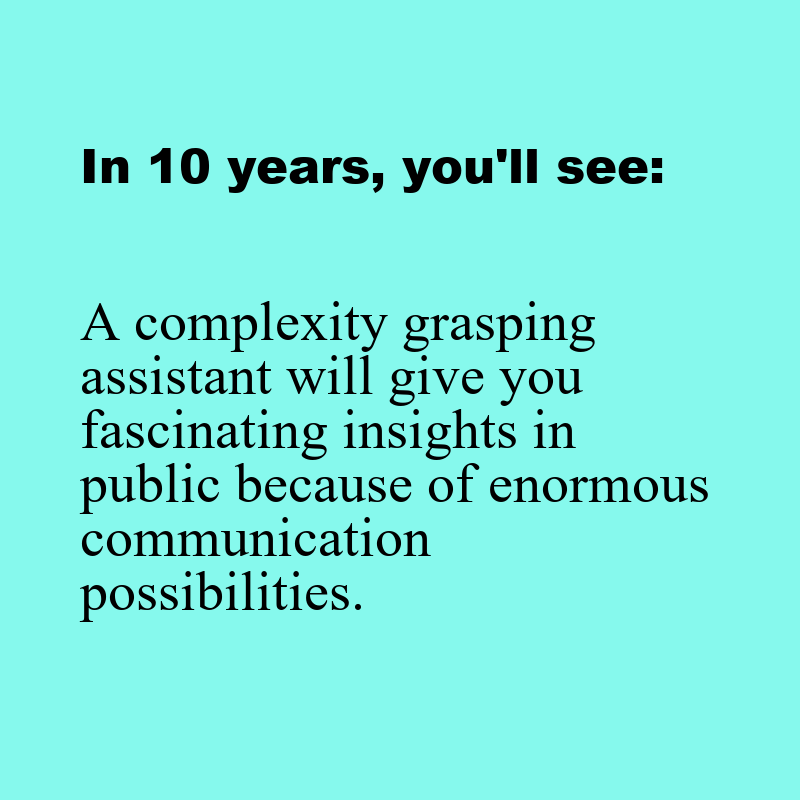 In 10 years, you'll see:
A complexity grasping
assistant will give you
fascinating insights in
public because of enormous
communication
possibilities.